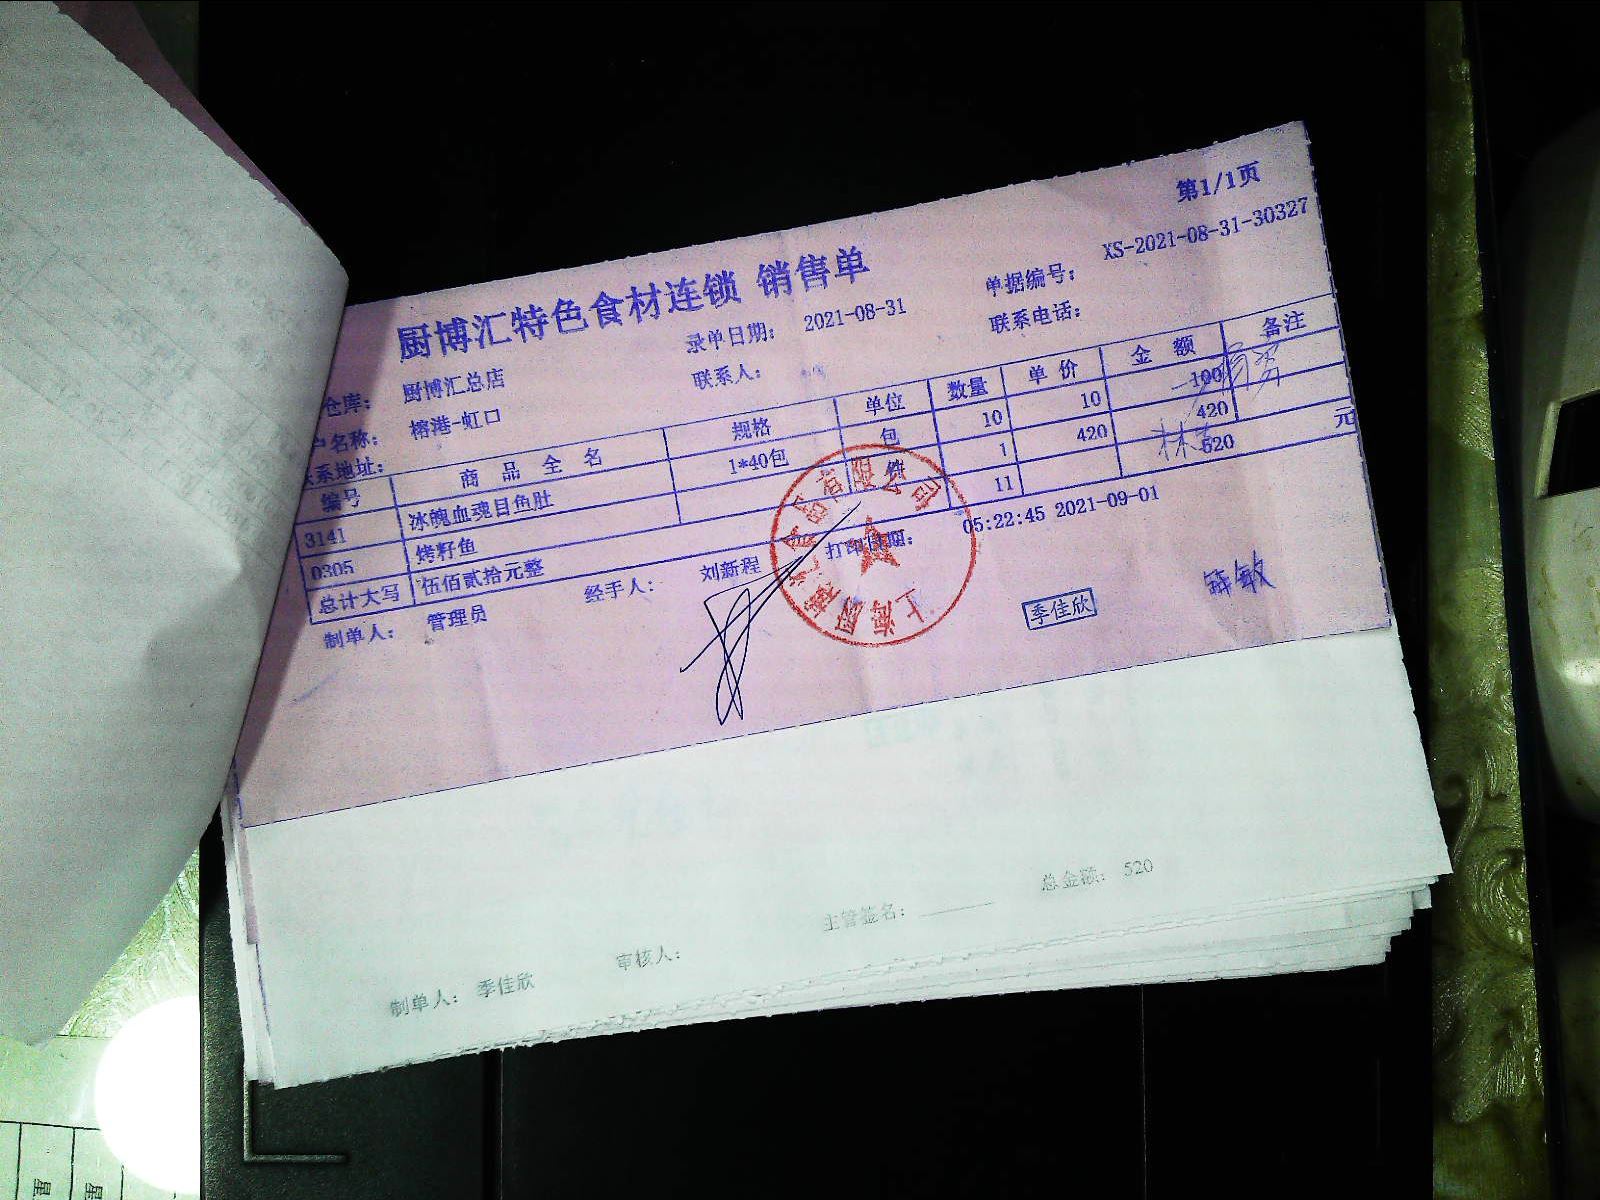 第1/1页
厨博汇特色食材连锁 销售单
单据编号： XS-2021-08-31-30327
仓库： 厨博汇总店 录单日期： 2021-08-31 联系电话：
户名称： 榕港-虹口 联系人：
系地址：
编号 商品全名 规格 单位 数量 单价 金额 备注
3141 冰魄血魂目鱼肚 1*40包 包 10 10 100
0305 烤籽鱼 1 420 420
总计大写 伍佰贰拾元整 11 520 元
制单人： 管理员 经手人： 刘新程 打印日期： 05:22:45 2021-09-01
季佳欣
制单人： 季佳欣 审核人： 主管签名： 总金额： 520